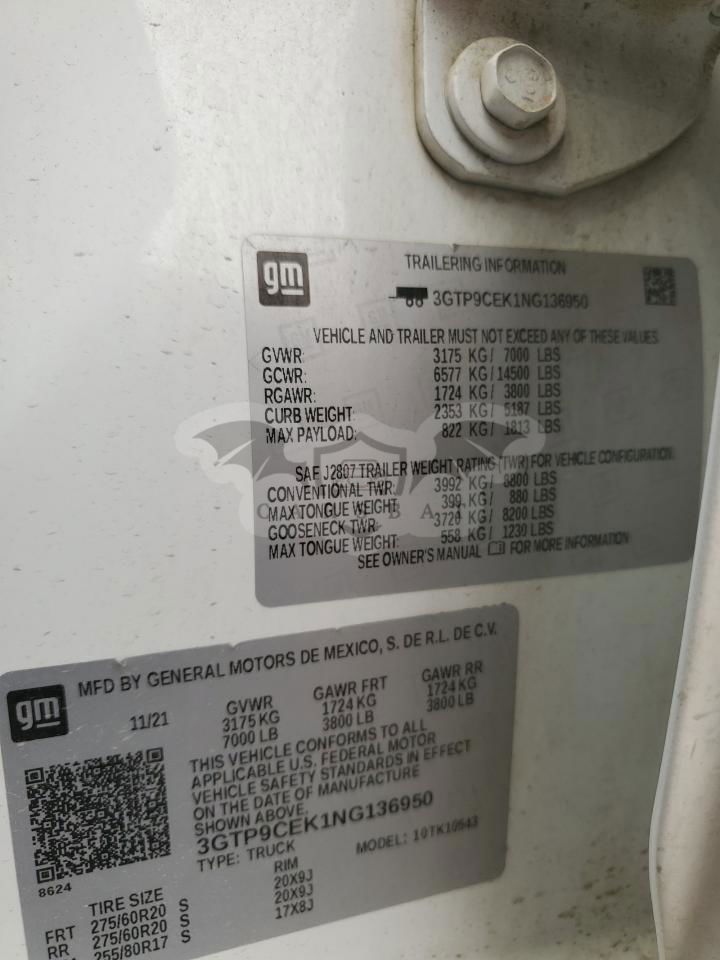 gm
TRAILERING INFORMATION
3GTP9CEK1NG136950
VEHICLE AND TRAILER MUST NOT EXCEED ANY OF THESE VALUES
GVWR: 3175 KG/ 7000 LBS
GCWR: 6577 KG/14500 LBS
RGAWR: 1724 KG/ 3800 LBS
CURB WEIGHT: 2353 KG/ 5187 LBS
MAX PAYLOAD: 822 KG/ 1813 LBS
SAE J2807 TRAILER WEIGHT RATING (TWR) FOR VEHICLE CONFIGURATION
CONVENTIONAL TWR: 3992 KG/ 8800 LBS
MAX TONGUE WEIGHT: 399 KG/ 880 LBS
GOOSENECK TWR: 3720 KG/ 8200 LBS
MAX TONGUE WEIGHT: 558 KG/ 1230 LBS
SEE OWNER'S MANUAL FOR MORE INFORMATION
gm
MFD BY GENERAL MOTORS DE MEXICO, S. DE R.L. DE C.V.
11/21 GVWR GAWR FRT GAWR RR
3175 KG 1724 KG 1724 KG
7000 LB 3800 LB 3800 LB
THIS VEHICLE CONFORMS TO ALL
APPLICABLE U.S. FEDERAL MOTOR
VEHICLE SAFETY STANDARDS IN EFFECT
ON THE DATE OF MANUFACTURE
SHOWN ABOVE.
3GTP9CEK1NG136950
TYPE: TRUCK MODEL: 10TK10543
8624
TIRE SIZE RIM
FRT 275/60R20 S 20X9J
RR 275/60R20 S 20X9J
255/80R17 S 17X8J